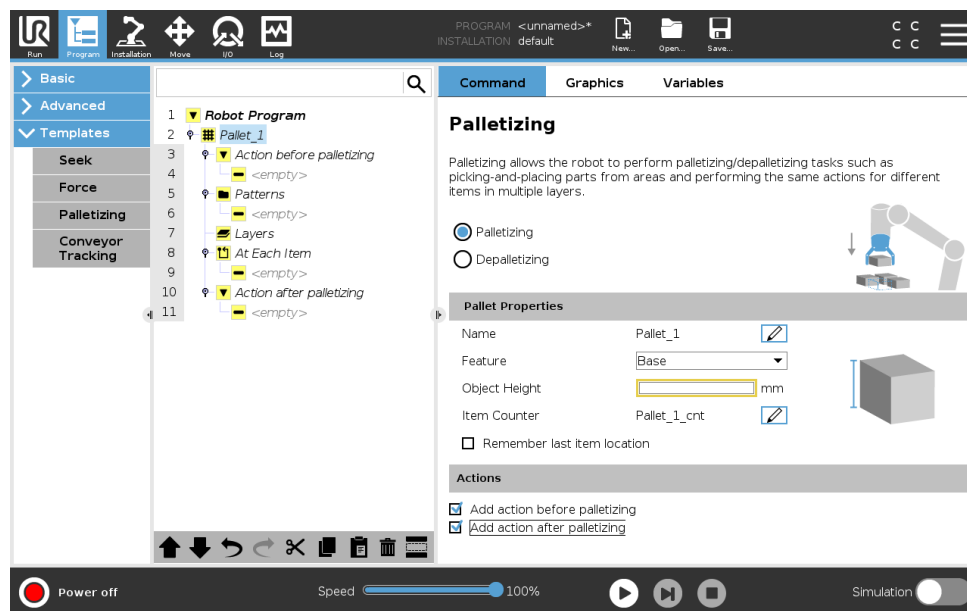 PROGRAM <unnamed>*
INSTALLATION default
UR
Run
Program
Installation
Move
I/O
Log
New...
Open...
Save...
C C
C C
Basic
Advanced
Templates
Seek
Force
Palletizing
Conveyor
Tracking
1 Robot Program
2 Pallet_1
3 Action before palletizing
4 <empty>
5 Patterns
6 <empty>
7 Layers
8 At Each Item
9 <empty>
10 Action after palletizing
11 <empty>
Command Graphics Variables
Palletizing
Palletizing allows the robot to perform palletizing/depalletizing tasks such as
picking-and-placing parts from areas and performing the same actions for different
items in multiple layers.
Palletizing
Depalletizing
Pallet Properties
Name Pallet_1
Feature Base
Object Height mm
Item Counter Pallet_1_cnt
Remember last item location
Actions
Add action before palletizing
Add action after palletizing
Power off
Speed 100%
Simulation